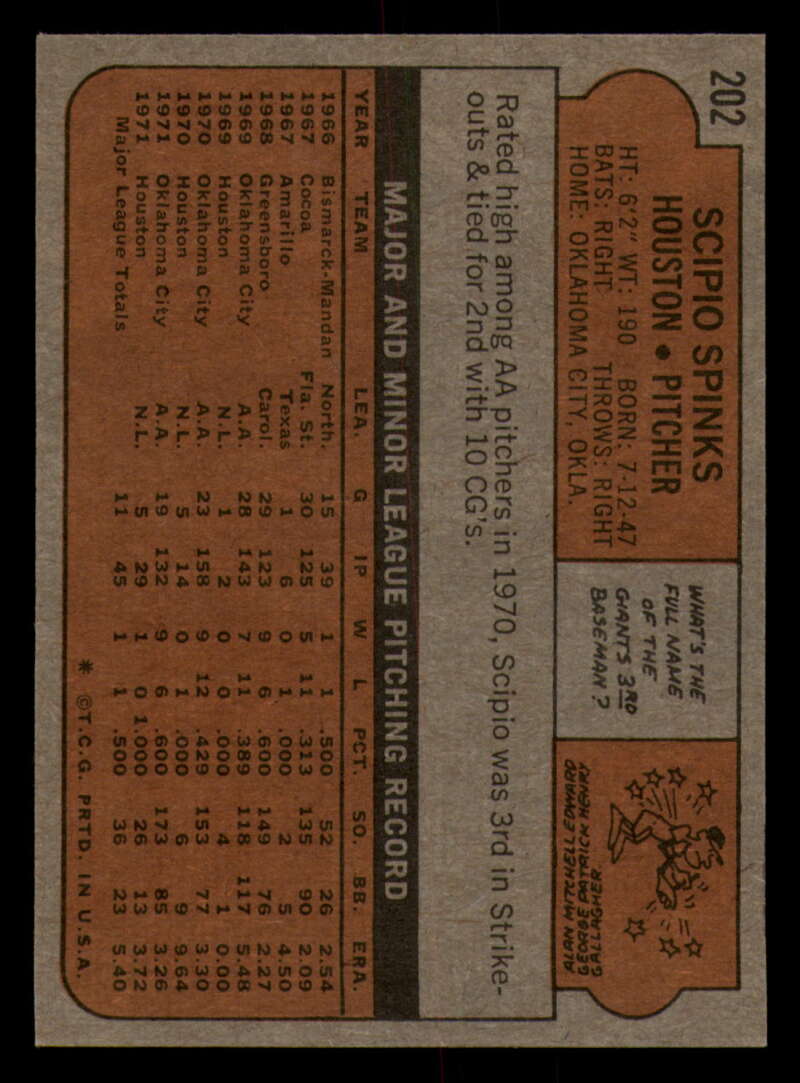 202
SCIPIO SPINKS
HOUSTON • PITCHER
HT: 6'2" WT: 190 BORN: 7-12-47
BATS: RIGHT THROWS: RIGHT
HOME: OKLAHOMA CITY, OKLA.
WHAT'S THE
FULL NAME
OF THE
GIANTS 3RD
BASEMAN?
ALAN MITCHELL EDWARD
GEORGE PATRICK HENRY
GALLAGHER.
Rated high among AA pitchers in 1970, Scipio was 3rd in Strike-
outs & tied for 2nd with 10 CG's.
MAJOR AND MINOR LEAGUE PITCHING RECORD
YEAR TEAM LEA. G IP W L PCT. SO. BB. ERA.
1966 Bismarck-Mandan North. 15 39 1 1 .500 52 26 2.54
1967 Cocoa Fla. St. 30 125 5 11 .313 135 90 2.09
1967 Amarillo Texas 1 6 0 1 .000 2 5 4.50
1968 Greensboro Carol. 29 123 9 6 .600 149 76 2.27
1969 Oklahoma City A.A. 28 143 7 11 .389 118 117 5.48
1969 Houston N.L. 1 2 0 0 .000 4 1 0.00
1970 Oklahoma City A.A. 23 158 9 12 .429 153 77 3.30
1970 Houston N.L. 5 14 0 1 .000 6 9 9.64
1971 Oklahoma City A.A. 19 132 9 6 .600 173 85 3.26
1971 Houston N.L. 5 29 1 0 1.000 26 13 3.72
Major League Totals 11 45 1 1 .500 36 23 5.40
* ©T.C.G. PRTD. IN U.S.A.